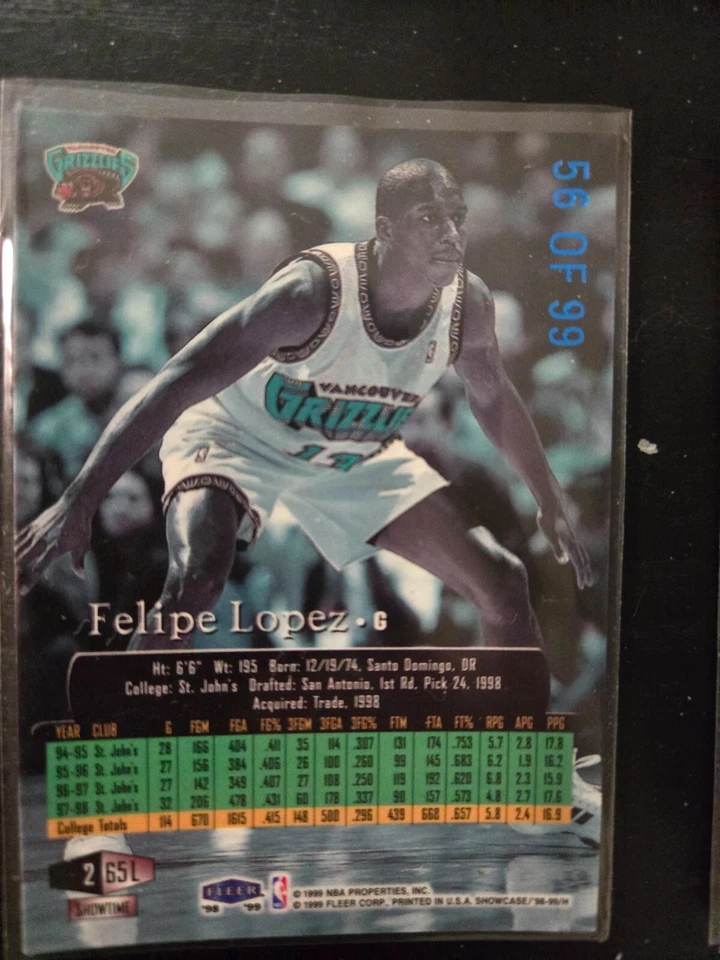 VANCOUVER
GRIZZLIES
56 OF 99
VANCOUVER
GRIZZLIES
13
Felipe Lopez · G
Ht: 6'6" Wt: 195 Born: 12/19/74, Santo Domingo, DR
College: St. John's Drafted: San Antonio, 1st Rd, Pick 24, 1998
Acquired: Trade, 1998
YEAR CLUB G FGM FGA FG% 3FGM 3FGA 3FG% FTM FTA FT% RPG APG PPG
94-95 St. John's 28 166 404 .411 35 114 .307 131 174 .753 5.7 2.8 17.8
95-96 St. John's 27 156 384 .406 26 100 .260 99 145 .683 6.2 1.9 16.2
96-97 St. John's 27 142 349 .407 27 108 .250 119 192 .620 6.8 2.3 15.9
97-98 St. John's 32 206 478 .431 60 178 .337 90 157 .573 4.8 2.7 17.6
College Totals 114 670 1615 .415 148 500 .296 439 668 .657 5.8 2.4 16.9
2 65L
SHOWTIME
FLEER
'98 '99
NBA
© 1999 NBA PROPERTIES, INC.
© 1999 FLEER CORP., PRINTED IN U.S.A. SHOWCASE/'98-99/H